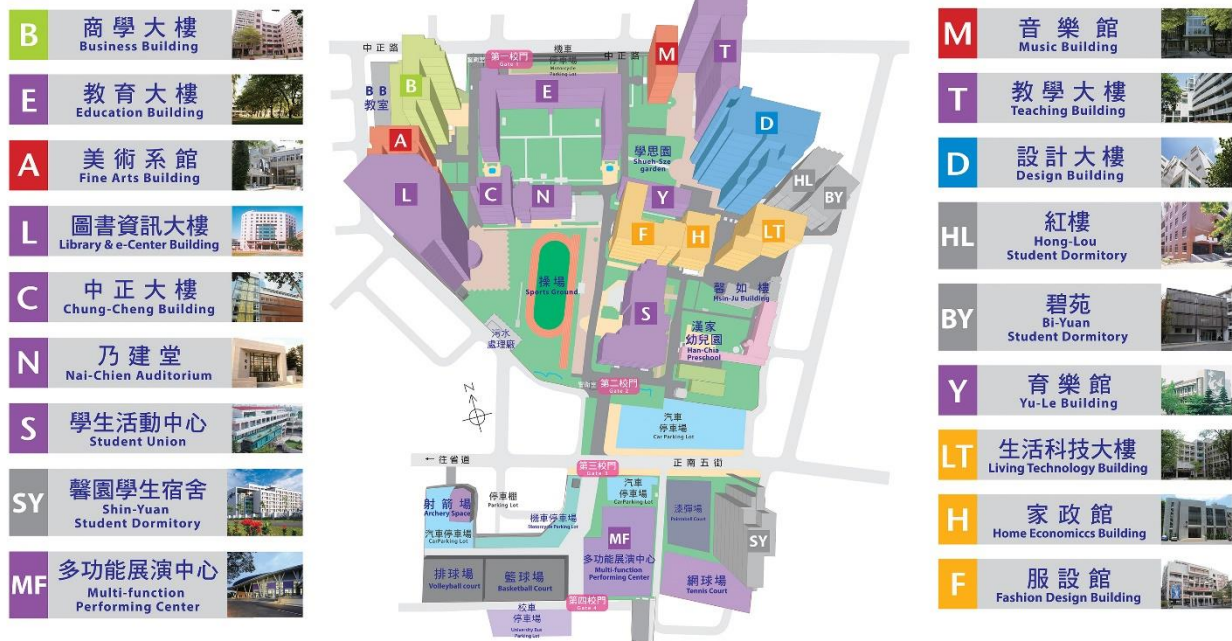 B
商學大樓
Business Building
E
教育大樓
Education Building
A
美術系館
Fine Arts Building
L
圖書資訊大樓
Library & e-Center Building
C
中正大樓
Chung-Cheng Building
N
乃建堂
Nai-Chien Auditorium
S
學生活動中心
Student Union
SY
馨園學生宿舍
Shin-Yuan
Student Dormitory
MF
多功能展演中心
Multi-function
Performing Center
中正路
第一校門
Gate 1
警衛室
機車
停車場
Motorcycle
Parking Lot
中正路
M
T
B B
教室
B
E
D
A
學思園
Shueh-Sze
garden
L
C
N
Y
HL
BY
F
H
LT
操場
Sports Ground
馨如樓
Hsin-Ju Building
S
漢家
幼兒園
Han-Chia
Preschool
污水
處理廠
Z
警衛室
第二校門
Gate 2
汽車
停車場
Car Parking Lot
←往省道
第三校門
Gate 3
正南五街
射箭場
Archery Space
停車棚
Parking Lot
汽車
停車場
CarParking Lot
漆彈場
Paintball Court
汽車停車場
CarParking Lot
機車停車場
Motorcycle Parking Lot
MF
SY
多功能展演中心
Multi-function
Performing Center
排球場
Volleyball court
籃球場
Basketball Court
網球場
Tennis Court
第四校門
Gate 4
校車
停車場
University Bus
Parking Lot
M
音樂館
Music Building
T
教學大樓
Teaching Building
D
設計大樓
Design Building
HL
紅樓
Hong-Lou
Student Dormitory
BY
碧苑
Bi-Yuan
Student Dormitory
Y
育樂館
Yu-Le Building
LT
生活科技大樓
Living Technology Building
H
家政館
Home Economiccs Building
F
服設館
Fashion Design Building